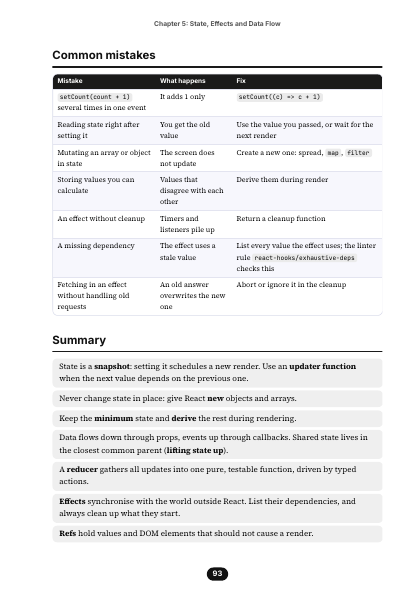 Chapter 5: State, Effects and Data Flow
Common mistakes
Mistake What happens Fix
setCount(count + 1) It adds 1 only setCount((c) => c + 1)
several times in one event
Reading state right after You get the old Use the value you passed, or wait for the
setting it value next render
Mutating an array or object The screen does Create a new one: spread, map, filter
in state not update
Storing values you can Values that Derive them during render
calculate disagree with each
other
An effect without cleanup Timers and Return a cleanup function
listeners pile up
A missing dependency The effect uses a List every value the effect uses; the linter
stale value rule react-hooks/exhaustive-deps
checks this
Fetching in an effect An old answer Abort or ignore it in the cleanup
without handling old overwrites the new
requests one
Summary
State is a snapshot: setting it schedules a new render. Use an updater function
when the next value depends on the previous one.
Never change state in place: give React new objects and arrays.
Keep the minimum state and derive the rest during rendering.
Data flows down through props, events up through callbacks. Shared state lives in
the closest common parent (lifting state up).
A reducer gathers all updates into one pure, testable function, driven by typed
actions.
Effects synchronise with the world outside React. List their dependencies, and
always clean up what they start.
Refs hold values and DOM elements that should not cause a render.
93